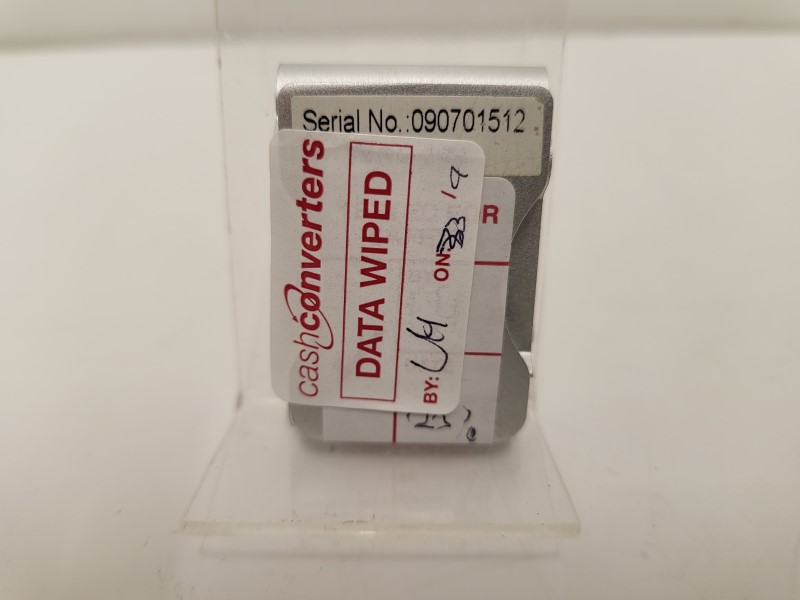 Serial No.:090701512
cashconverters
DATA WIPED
BY:
ON:
R